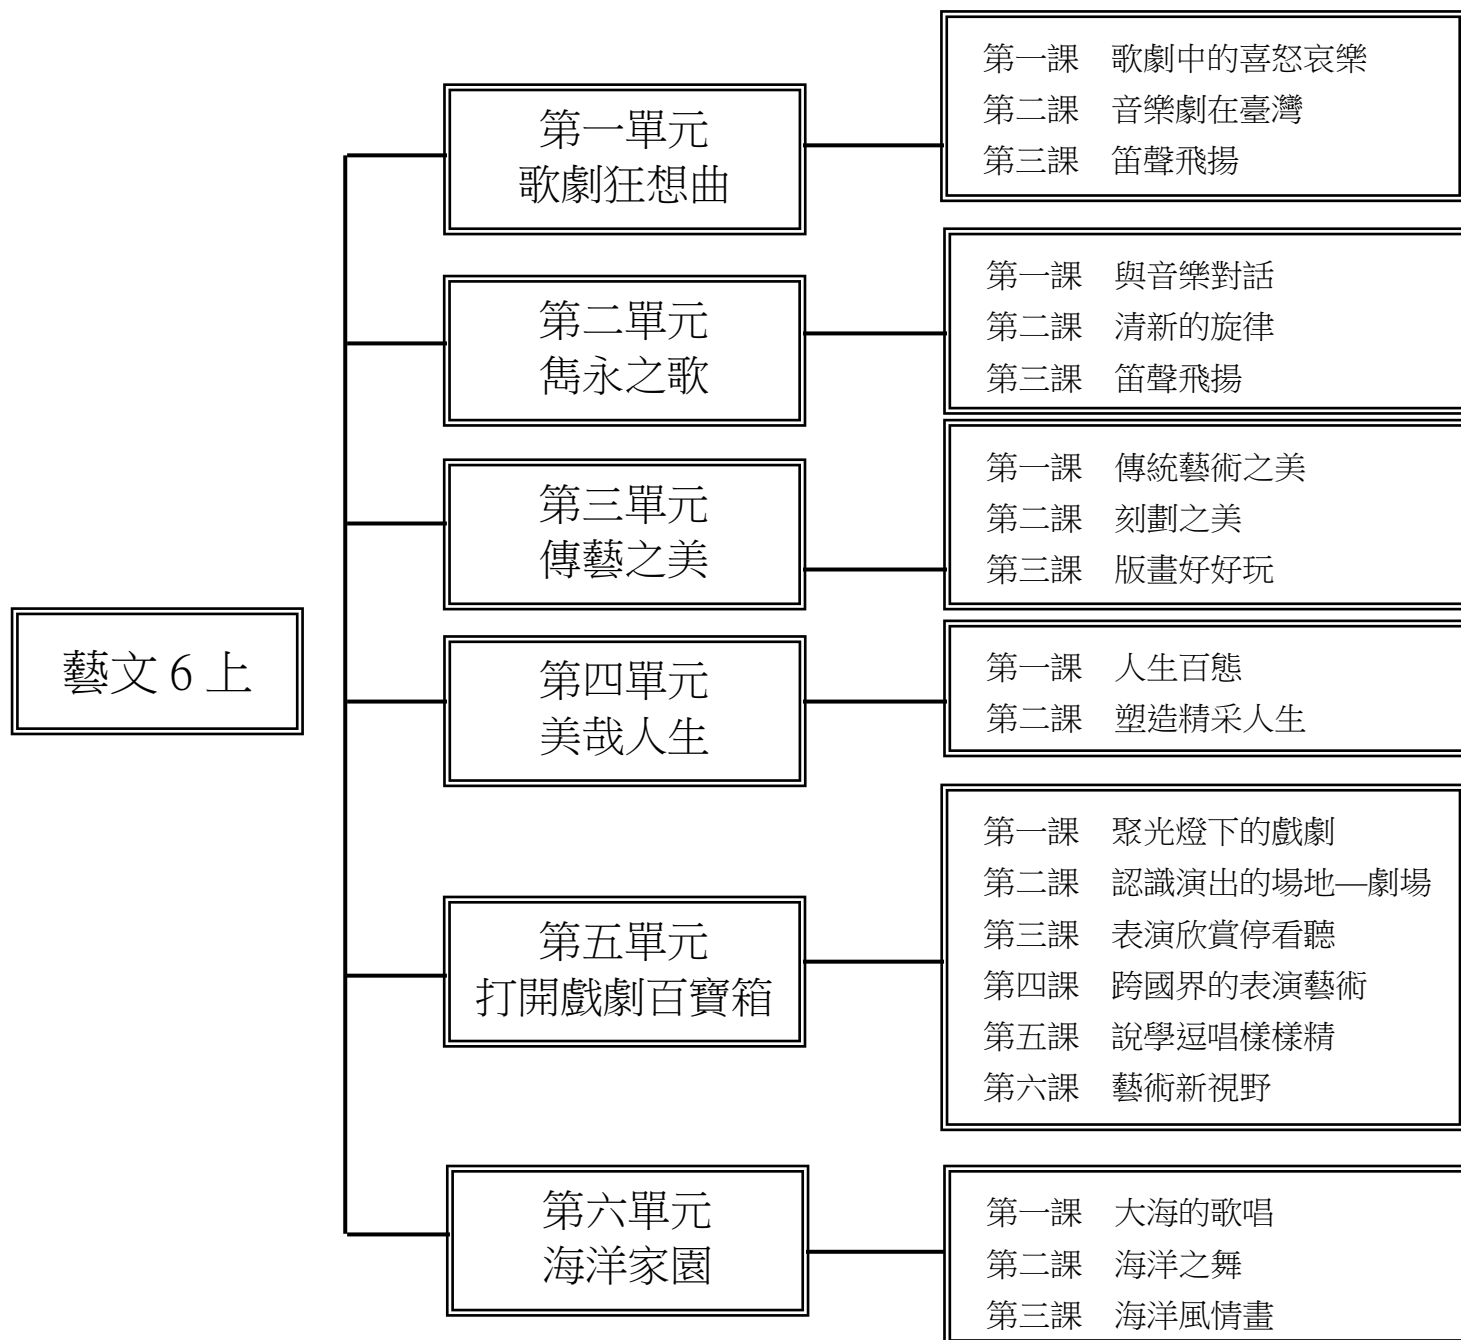 藝文 6 上
第一單元
歌劇狂想曲
第一課　歌劇中的喜怒哀樂
第二課　音樂劇在臺灣
第三課　笛聲飛揚
第二單元
雋永之歌
第一課　與音樂對話
第二課　清新的旋律
第三課　笛聲飛揚
第三單元
傳藝之美
第一課　傳統藝術之美
第二課　刻劃之美
第三課　版畫好好玩
第四單元
美哉人生
第一課　人生百態
第二課　塑造精采人生
第五單元
打開戲劇百寶箱
第一課　聚光燈下的戲劇
第二課　認識演出的場地—劇場
第三課　表演欣賞停看聽
第四課　跨國界的表演藝術
第五課　說學逗唱樣樣精
第六課　藝術新視野
第六單元
海洋家園
第一課　大海的歌唱
第二課　海洋之舞
第三課　海洋風情畫